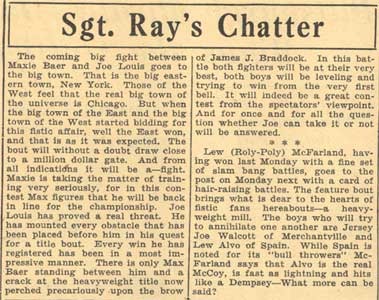 Sgt. Ray's Chatter
The coming big fight between
Maxie Baer and Joe Louis goes to
the big town. That is the big east-
ern town, New York. Those of the
West feel that the real big town of
the universe is Chicago. But when
the big town of the East and the big
town of the West started bidding for
this fistic affair, well the East won,
and that is as it was expected. The
bout will without a doubt draw close
to a million dollar gate. And from
all indicatidns it will be a—fight.
Maxie is taking the matter of train-
ing very seriously, for in this con-
test Max figures that he will be back
in line for the championship. Joe
Louis has proved a real threat. He
has mounted every obstacle that has
been placed before him in his quest
for a title bout. Every win he has
registered has been in a most im-
pressive manner. There is only Max
Baer standing between him and a
crack at the heavyweight title now
perched precariously upon the brow
of James J. Braddock. In this bat-
tle both fighters will be at their very
best, both boys will be leveling and
trying to win from the very first
bell. It will indeed be a great con-
test from the spectators' viewpoint.
And for once and for all the ques-
tion whether Joe can take it or not
will be answered.
* * *
Lew (Roly-Poly) McFarland, hav-
ing won last Monday with a fine set
of slam bang battles, goes to the
post on Monday next with a card of
hair-raising battles. The feature bout
brings what is dear to the hearts of
fistic fans hereabouts—a heavy-
weight mill. The boys who will try
to annihilate one another are Jersey
Joe Walcott of Merchantville and
Lew Alvo of Spain. While Spain is
noted for its "bull throwers" Mc-
Farland says that Alvo is the real
McCoy, is fast as lightning and hits
like a Dempsey—What more can be
said?